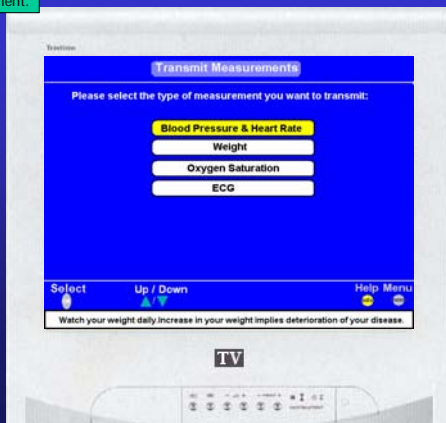 ment.
Transmit Measurements
Please select the type of measurement you want to transmit:
Blood Pressure & Heart Rate
Weight
Oxygen Saturation
ECG
Select Up / Down Help Menu
Watch your weight daily.Increase in your weight implies deterioration of your disease.
TV